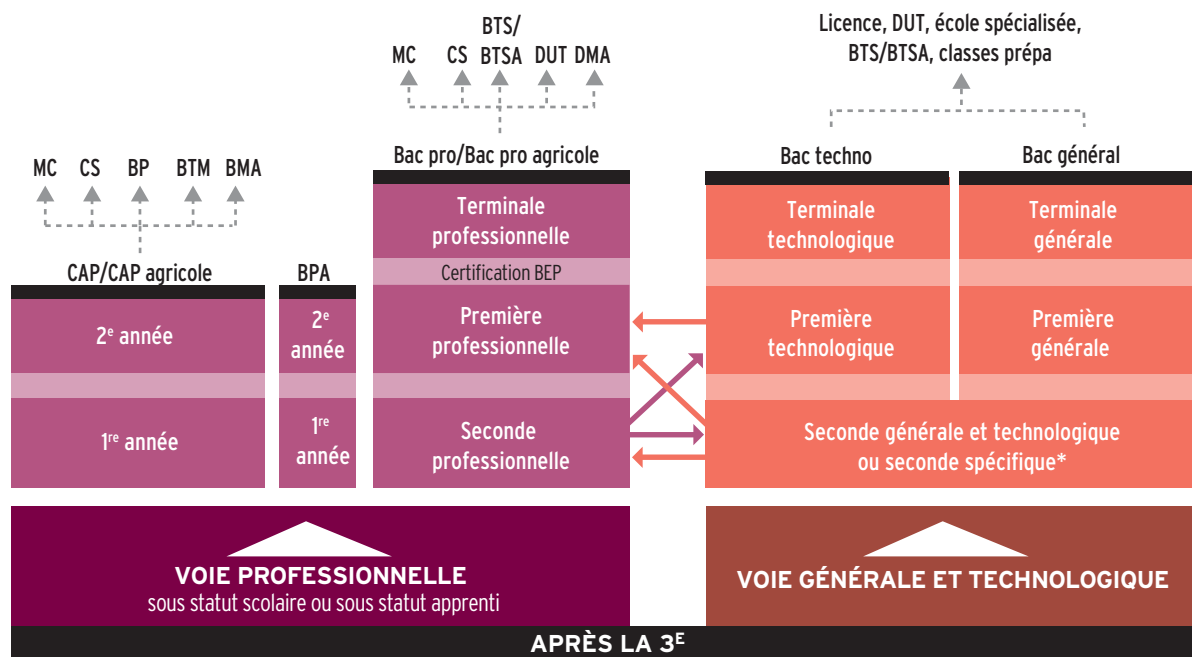 BTS/
MC CS BTSA DUT DMA
Licence, DUT, école spécialisée,
BTS/BTSA, classes prépa
MC CS BP BTM BMA
Bac pro/Bac pro agricole
Bac techno
Bac général
Terminale
professionnelle
Terminale
technologique
Terminale
générale
CAP/CAP agricole
BPA
Certification BEP
2e année
2e
année
Première
professionnelle
Première
technologique
Première
générale
1re année
1re
année
Seconde
professionnelle
Seconde générale et technologique
ou seconde spécifique*
VOIE PROFESSIONNELLE
sous statut scolaire ou sous statut apprenti
VOIE GÉNÉRALE ET TECHNOLOGIQUE
APRÈS LA 3E